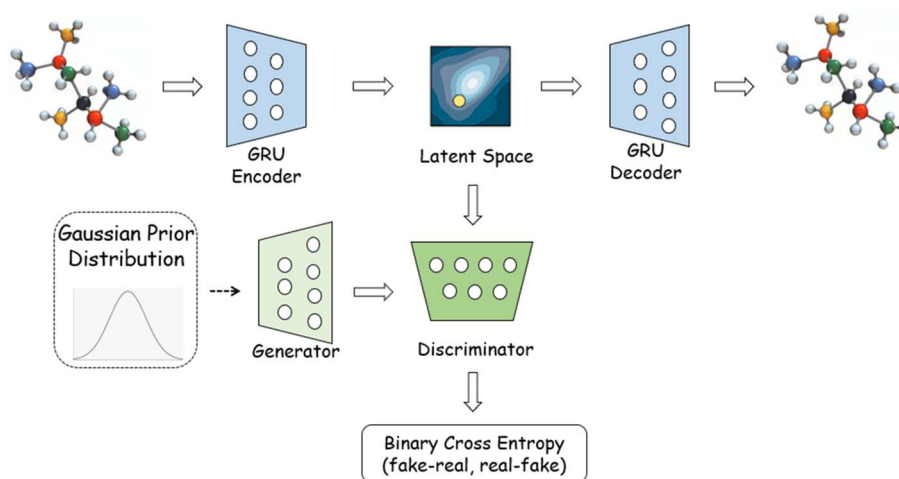 GRU
Encoder
Latent Space
GRU
Decoder
Gaussian Prior
Distribution
Generator
Discriminator
Binary Cross Entropy
(fake-real, real-fake)